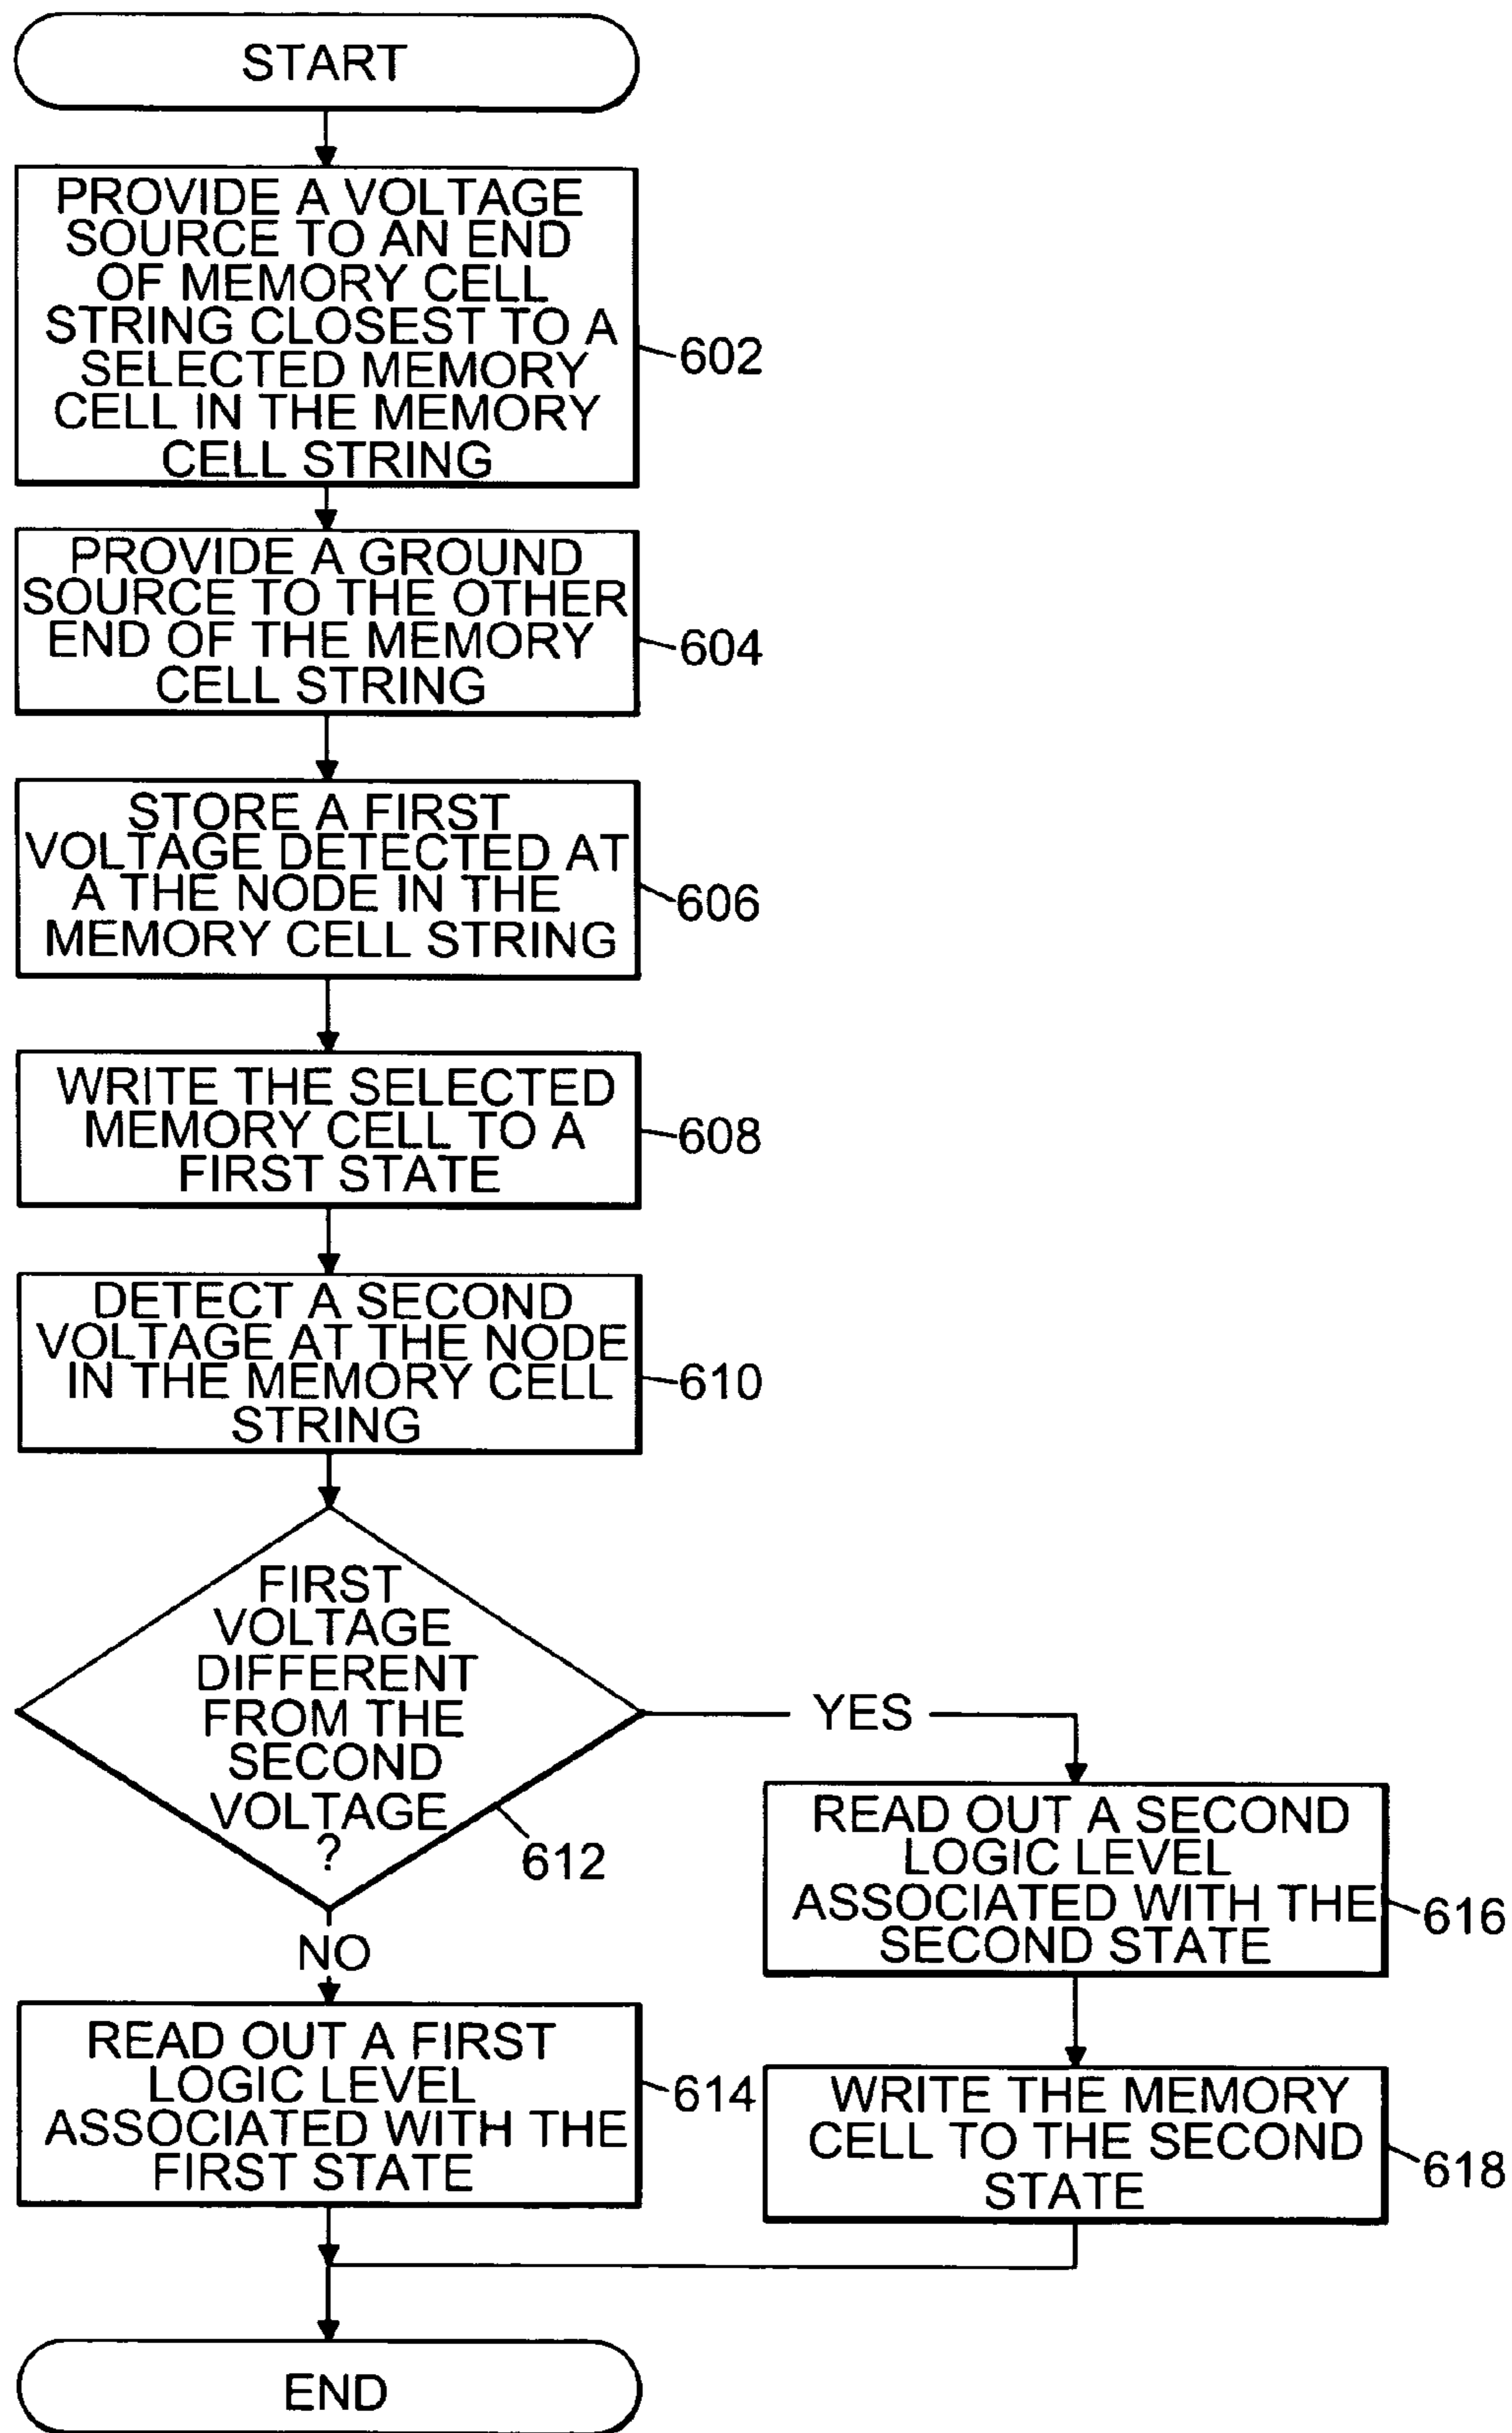 START
PROVIDE A VOLTAGE
SOURCE TO AN END
OF MEMORY CELL
STRING CLOSEST TO A
SELECTED MEMORY
CELL IN THE MEMORY
CELL STRING
602
PROVIDE A GROUND
SOURCE TO THE OTHER
END OF THE MEMORY
CELL STRING
604
STORE A FIRST
VOLTAGE DETECTED AT
A THE NODE IN THE
MEMORY CELL STRING
606
WRITE THE SELECTED
MEMORY CELL TO A
FIRST STATE
608
DETECT A SECOND
VOLTAGE AT THE NODE
IN THE MEMORY CELL
STRING
610
FIRST
VOLTAGE
DIFFERENT
FROM THE
SECOND
VOLTAGE
?
612
YES
NO
READ OUT A SECOND
LOGIC LEVEL
ASSOCIATED WITH THE
SECOND STATE
616
READ OUT A FIRST
LOGIC LEVEL
ASSOCIATED WITH THE
FIRST STATE
614
WRITE THE MEMORY
CELL TO THE SECOND
STATE
618
END